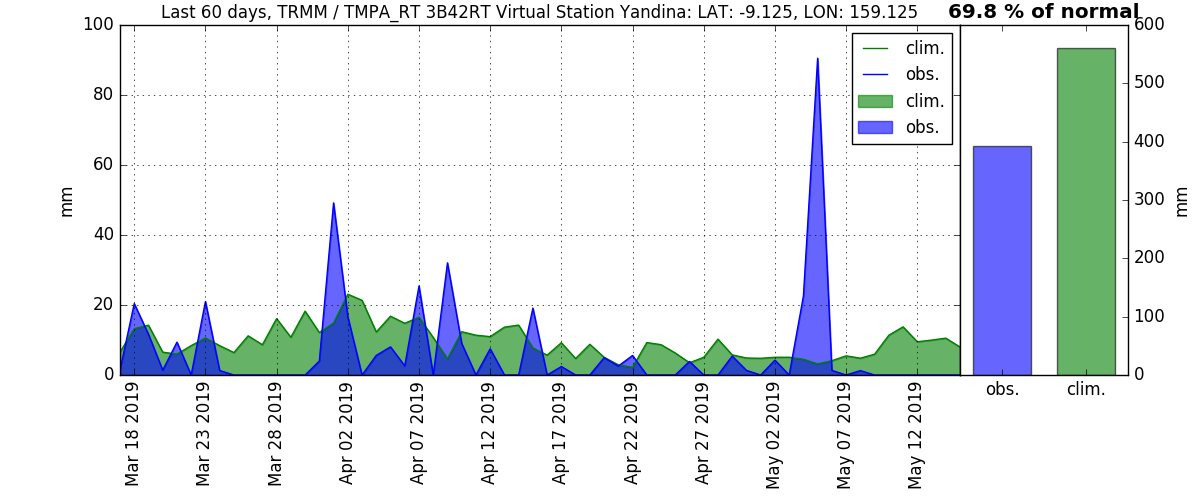 Last 60 days, TRMM / TMPA_RT 3B42RT Virtual Station Yandina: LAT: -9.125, LON: 159.125
69.8 % of normal
100
80
60
40
20
0
mm
clim.
obs.
clim.
obs.
600
500
400
300
200
100
0
mm
Mar 18 2019
Mar 23 2019
Mar 28 2019
Apr 02 2019
Apr 07 2019
Apr 12 2019
Apr 17 2019
Apr 22 2019
Apr 27 2019
May 02 2019
May 07 2019
May 12 2019
obs.
clim.